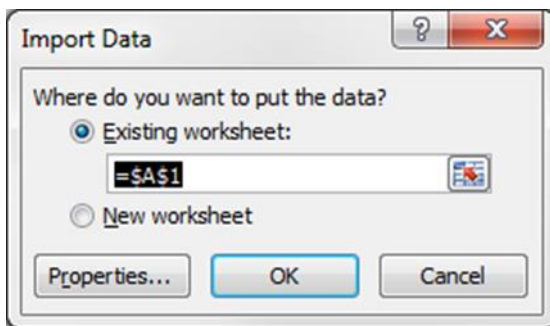 Import Data
?
Where do you want to put the data?
Existing worksheet:
=$A$1
New worksheet
Properties... OK Cancel